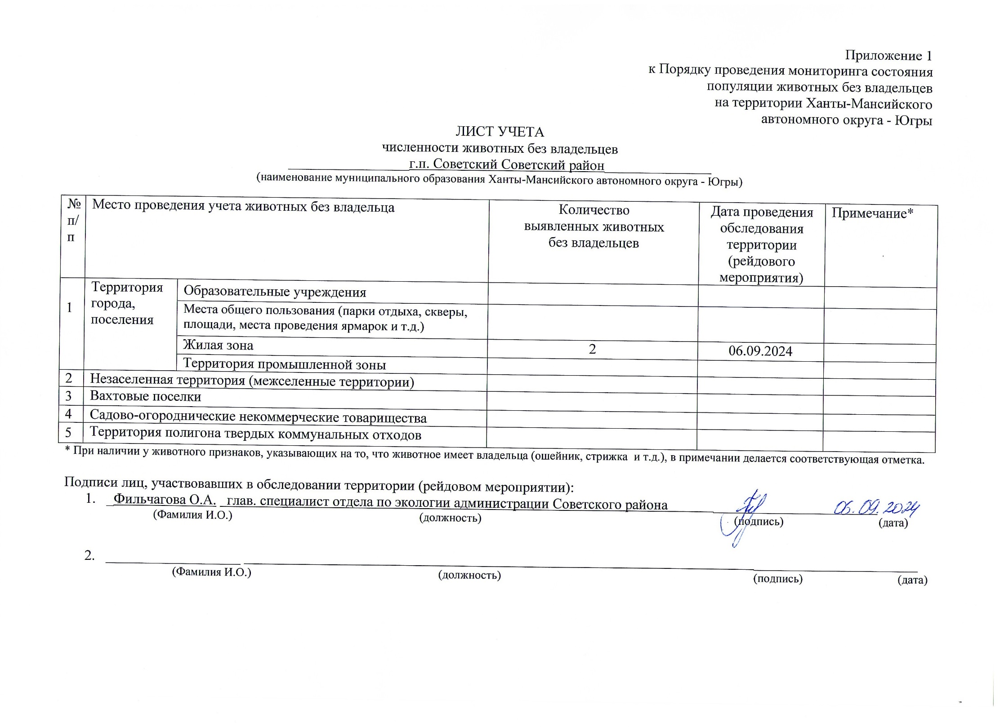 Приложение 1
к Порядку проведения мониторинга состояния
популяции животных без владельцев
на территории Ханты-Мансийского
автономного округа - Югры
ЛИСТ УЧЕТА
численности животных без владельцев
г.п. Советский Советский район
(наименование муниципального образования Ханты-Мансийского автономного округа - Югры)
№ п/п
Место проведения учета животных без владельца
Количество
выявленных животных
без владельцев
Дата проведения
обследования
территории
(рейдового
мероприятия)
Примечание*
1
Территория
города,
поселения
Образовательные учреждения
Места общего пользования (парки отдыха, скверы,
площади, места проведения ярмарок и т.д.)
Жилая зона 2 06.09.2024
Территория промышленной зоны
2 Незаселенная территория (межселенные территории)
3 Вахтовые поселки
4 Садово-огороднические некоммерческие товарищества
5 Территория полигона твердых коммунальных отходов
* При наличии у животного признаков, указывающих на то, что животное имеет владельца (ошейник, стрижка и т.д.), в примечании делается соответствующая отметка.
Подписи лиц, участвовавших в обследовании территории (рейдовом мероприятии):
1. Фильчагова О.А. глав. специалист отдела по экологии администрации Советского района 06.09.2024
(Фамилия И.О.) (должность) (подпись) (дата)
2.
(Фамилия И.О.) (должность) (подпись) (дата)